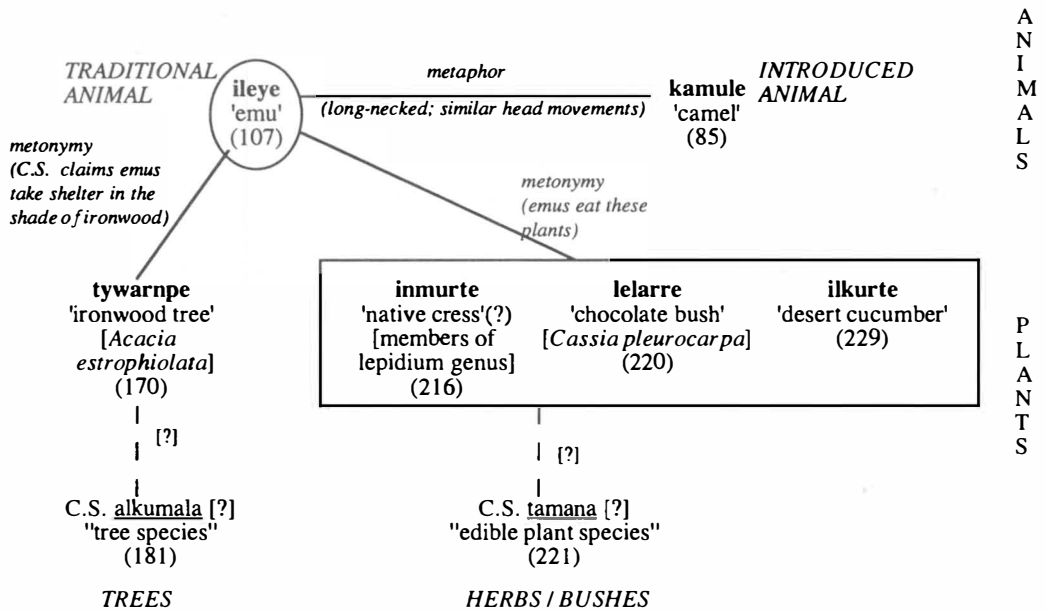 TRADITIONAL
ANIMAL
ileye
'emu'
(107)
metaphor
(long-necked; similar head movements)
kamule
'camel'
(85)
INTRODUCED
ANIMAL
A
N
I
M
A
L
S
metonymy
(C.S. claims emus
take shelter in the
shade of ironwood)
metonymy
(emus eat these
plants)
tywarnpe
'ironwood tree'
[Acacia
estrophiolata]
(170)
inmurte
'native cress'(?)
[members of
lepidium genus]
(216)
lelarre
'chocolate bush'
[Cassia pleurocarpa]
(220)
ilkurte
'desert cucumber'
(229)
P
L
A
N
T
S
[?]
[?]
C.S. alkumala [?]
"tree species"
(181)
C.S. tamana [?]
"edible plant species"
(221)
TREES
HERBS / BUSHES